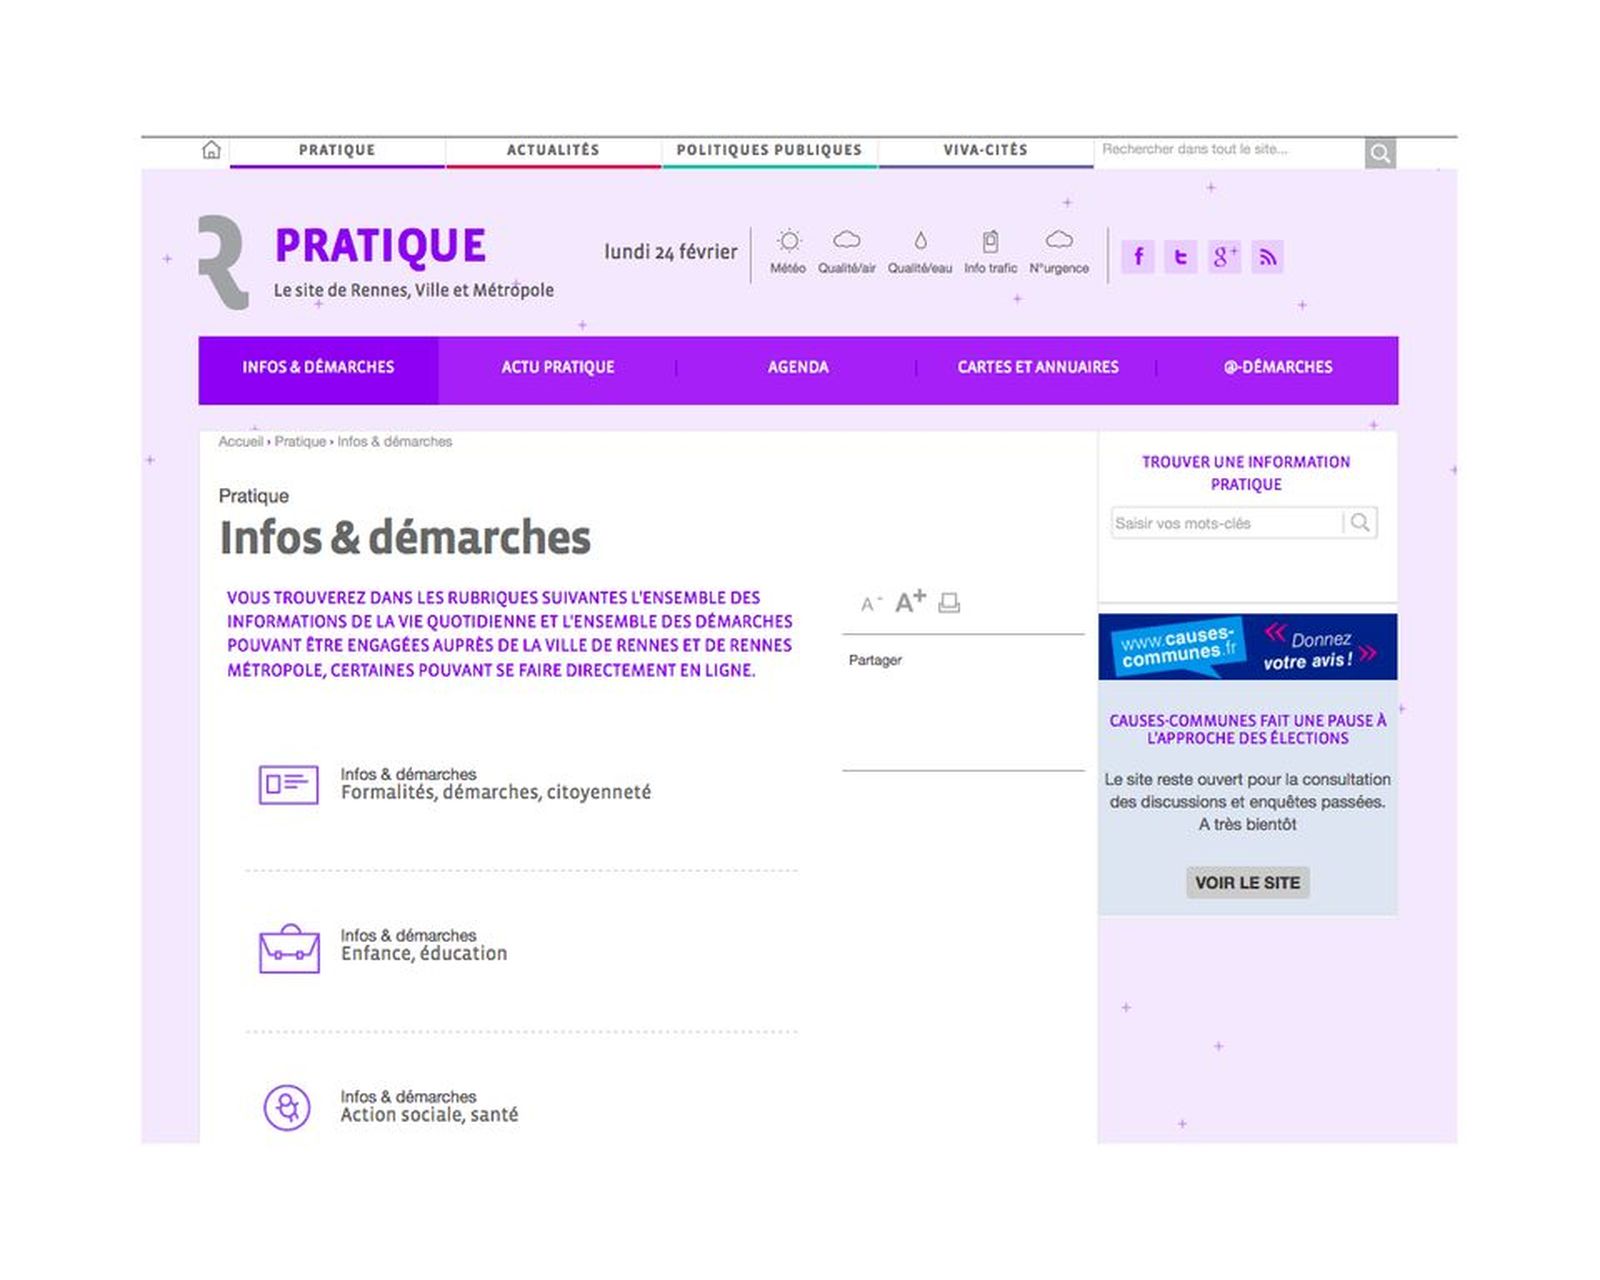 PRATIQUE
ACTUALITÉS
POLITIQUES PUBLIQUES
VIVA-CITÉS
Rechercher dans tout le site...
R
PRATIQUE
Le site de Rennes, Ville et Métropole
lundi 24 février
Météo
Qualité/air
Qualité/eau
Info trafic
N°urgence
f
t
g+
INFOS & DÉMARCHES
ACTU PRATIQUE
AGENDA
CARTES ET ANNUAIRES
@-DÉMARCHES
Accueil › Pratique › Infos & démarches
Pratique
Infos & démarches
VOUS TROUVEREZ DANS LES RUBRIQUES SUIVANTES L'ENSEMBLE DES
INFORMATIONS DE LA VIE QUOTIDIENNE ET L'ENSEMBLE DES DÉMARCHES
POUVANT ÊTRE ENGAGÉES AUPRÈS DE LA VILLE DE RENNES ET DE RENNES
MÉTROPOLE, CERTAINES POUVANT SE FAIRE DIRECTEMENT EN LIGNE.
A-
A+
Partager
Infos & démarches
Formalités, démarches, citoyenneté
Infos & démarches
Enfance, éducation
Infos & démarches
Action sociale, santé
TROUVER UNE INFORMATION
PRATIQUE
Saisir vos mots-clés
www.causes-
communes.fr
« Donnez
votre avis ! »
CAUSES-COMMUNES FAIT UNE PAUSE À
L'APPROCHE DES ÉLECTIONS
Le site reste ouvert pour la consultation
des discussions et enquêtes passées.
A très bientôt
VOIR LE SITE